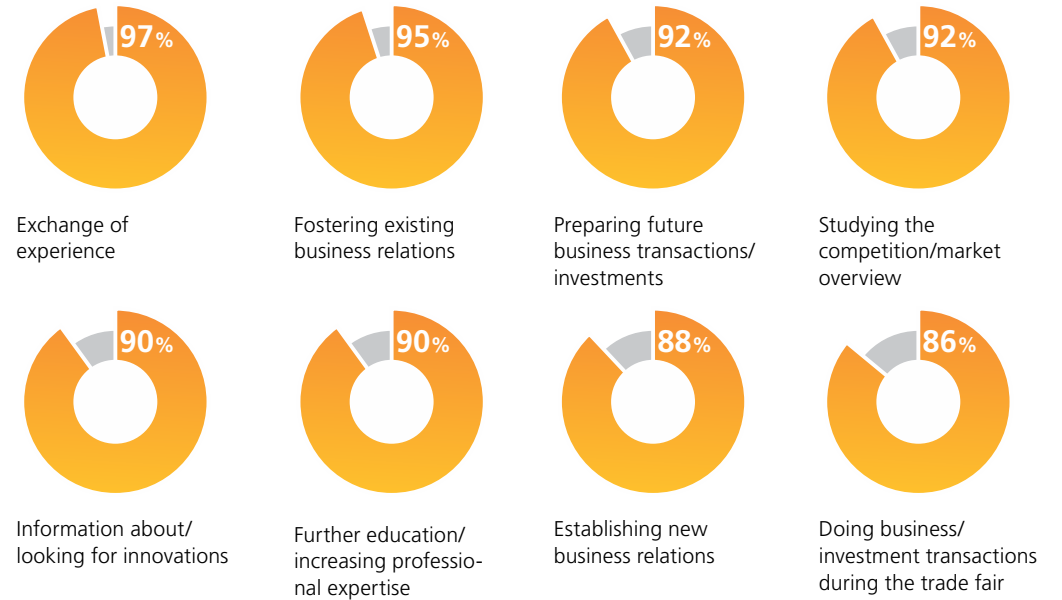 97%
95%
92%
92%
Exchange of
experience
Fostering existing
business relations
Preparing future
business transactions/
investments
Studying the
competition/market
overview
90%
90%
88%
86%
Information about/
looking for innovations
Further education/
increasing professio-
nal expertise
Establishing new
business relations
Doing business/
investment transactions
during the trade fair